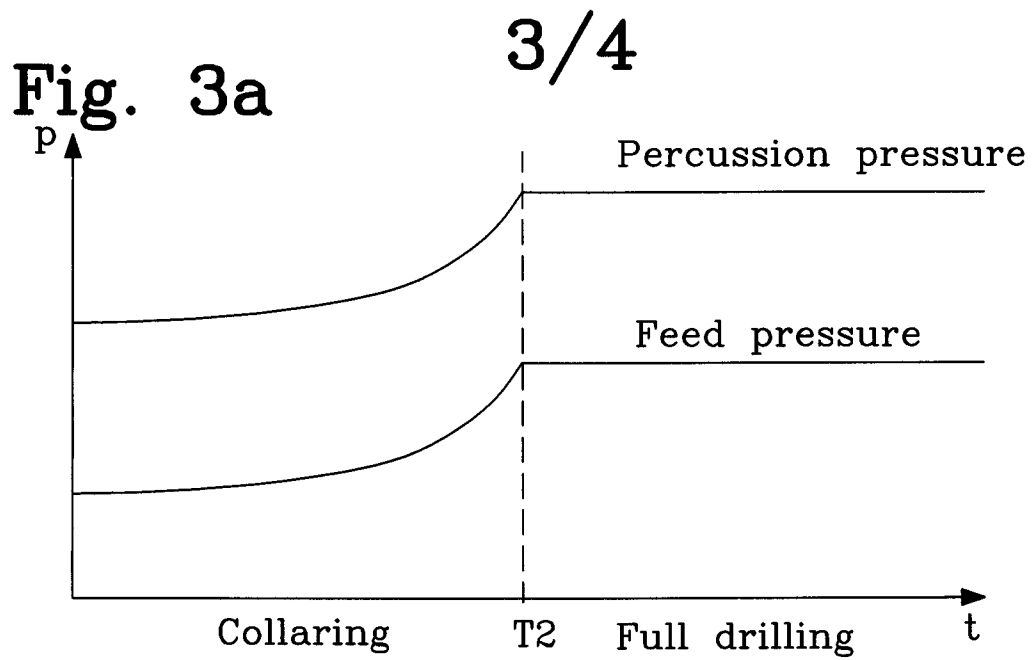 3/4
Fig. 3a
p
Percussion pressure
Feed pressure
Collaring T2 Full drilling t